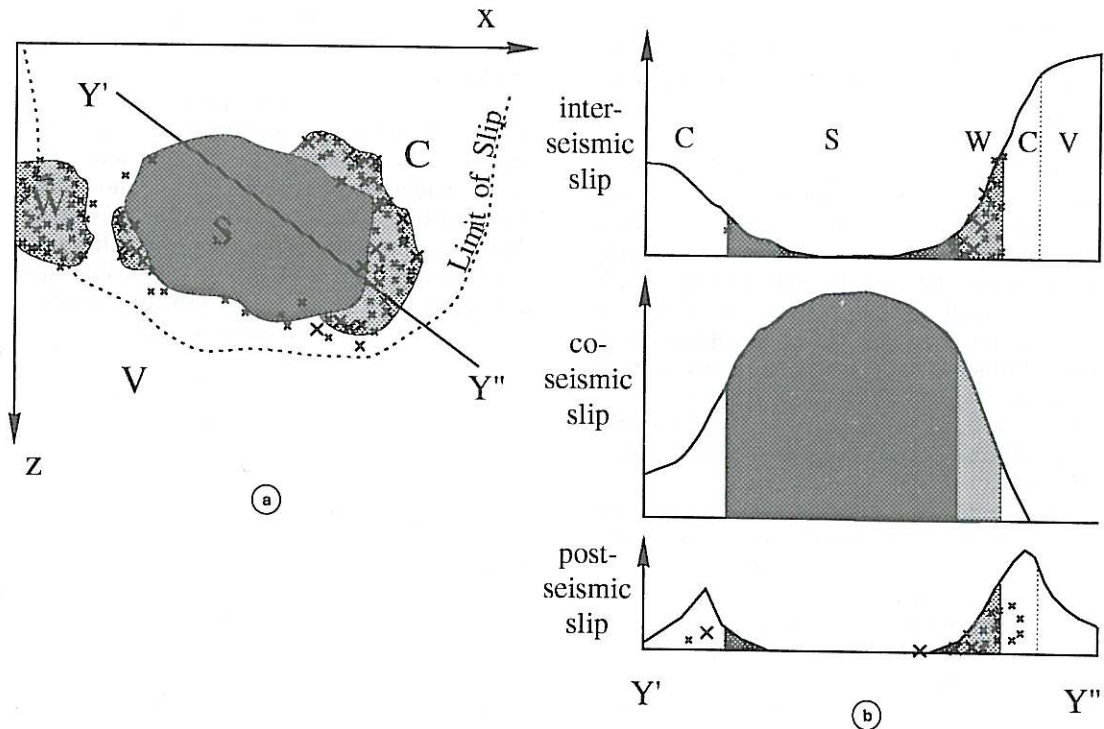 X
Y'
C
Limit of Slip
W
S
V
Y"
Z
a
inter-
seismic
slip
C
S
W
C
V
co-
seismic
slip
post-
seismic
slip
Y'
Y"
b